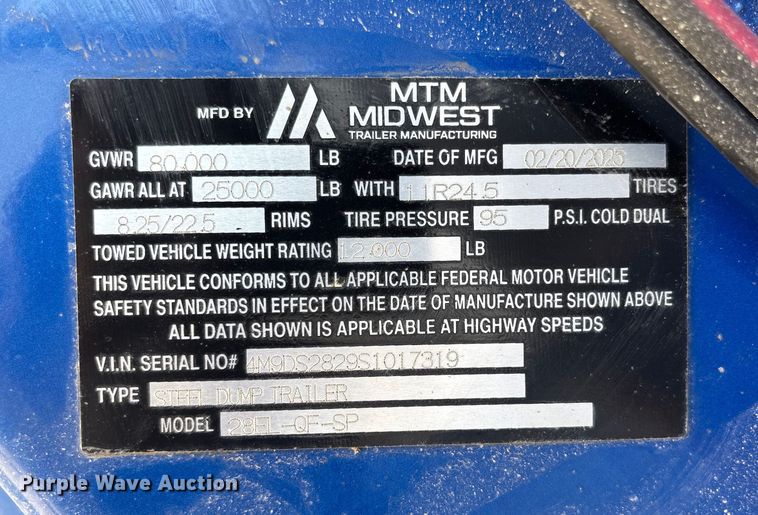 MFD BY MTM
MIDWEST
TRAILER MANUFACTURING
GVWR 80,000 LB DATE OF MFG 02/20/2025
GAWR ALL AT 25000 LB WITH 11R24.5 TIRES
8.25/22.5 RIMS TIRE PRESSURE 95 P.S.I. COLD DUAL
TOWED VEHICLE WEIGHT RATING 12,000 LB
THIS VEHICLE CONFORMS TO ALL APPLICABLE FEDERAL MOTOR VEHICLE
SAFETY STANDARDS IN EFFECT ON THE DATE OF MANUFACTURE SHOWN ABOVE
ALL DATA SHOWN IS APPLICABLE AT HIGHWAY SPEEDS
V.I.N. SERIAL NO# 4M9DS2829S1017319
TYPE STEEL DUMP TRAILER
MODEL 28FL-QF-SP
Purple Wave Auction